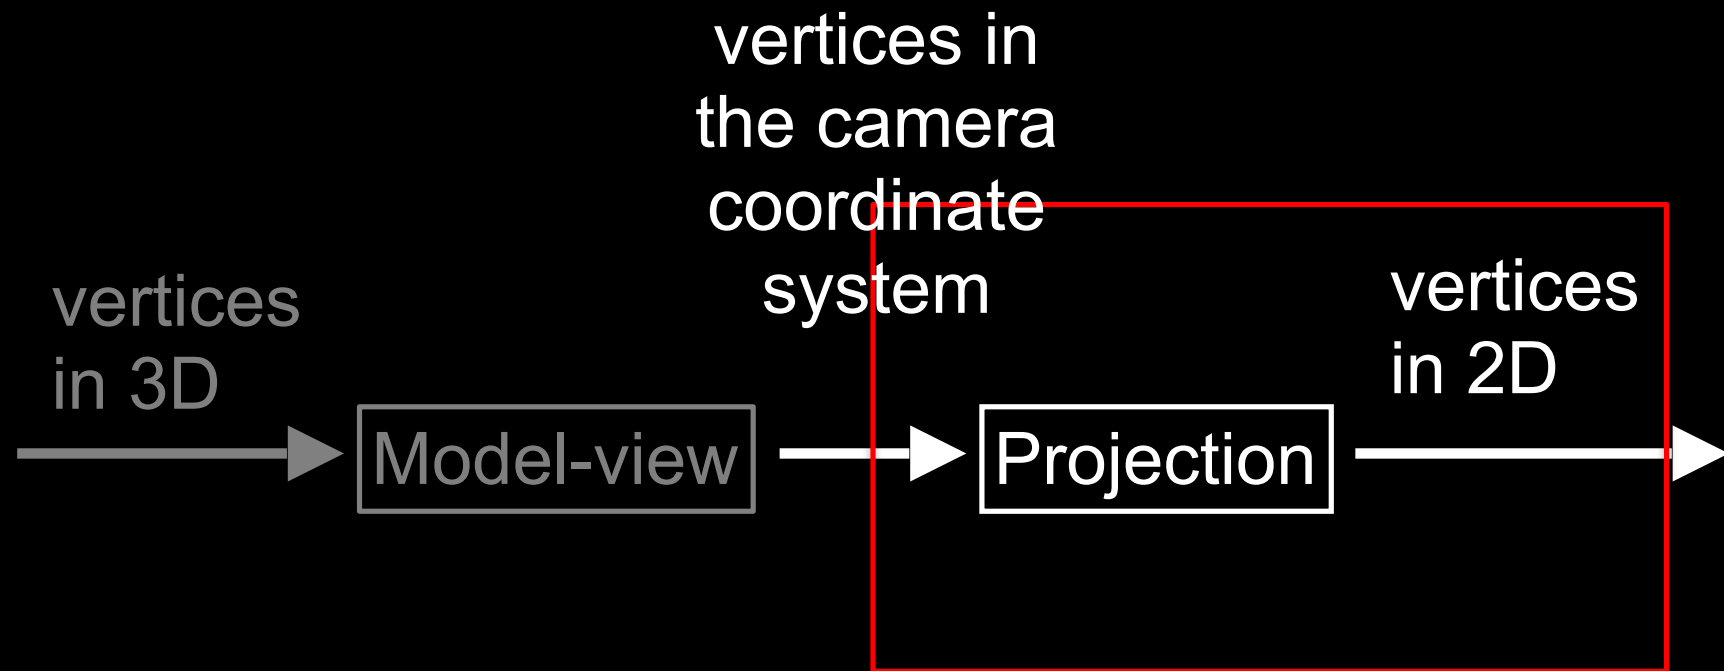 vertices in
the camera
coordinate
system
vertices
in 3D
Model-view
Projection
vertices
in 2D